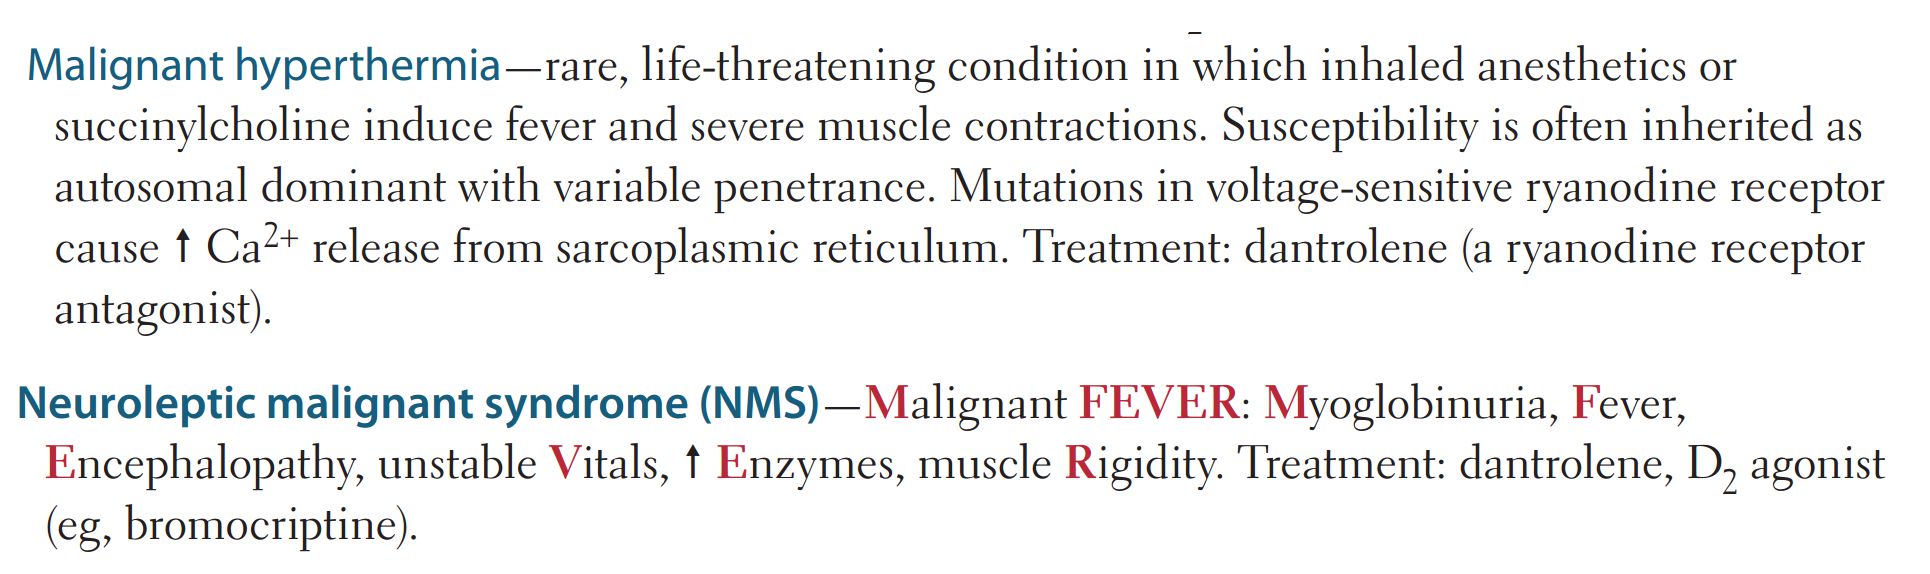 Malignant hyperthermia—rare, life-threatening condition in which inhaled anesthetics or
succinylcholine induce fever and severe muscle contractions. Susceptibility is often inherited as
autosomal dominant with variable penetrance. Mutations in voltage-sensitive ryanodine receptor
cause ↑ Ca²⁺ release from sarcoplasmic reticulum. Treatment: dantrolene (a ryanodine receptor
antagonist).
Neuroleptic malignant syndrome (NMS)—Malignant FEVER: Myoglobinuria, Fever,
Encephalopathy, unstable Vitals, ↑ Enzymes, muscle Rigidity. Treatment: dantrolene, D₂ agonist
(eg, bromocriptine).